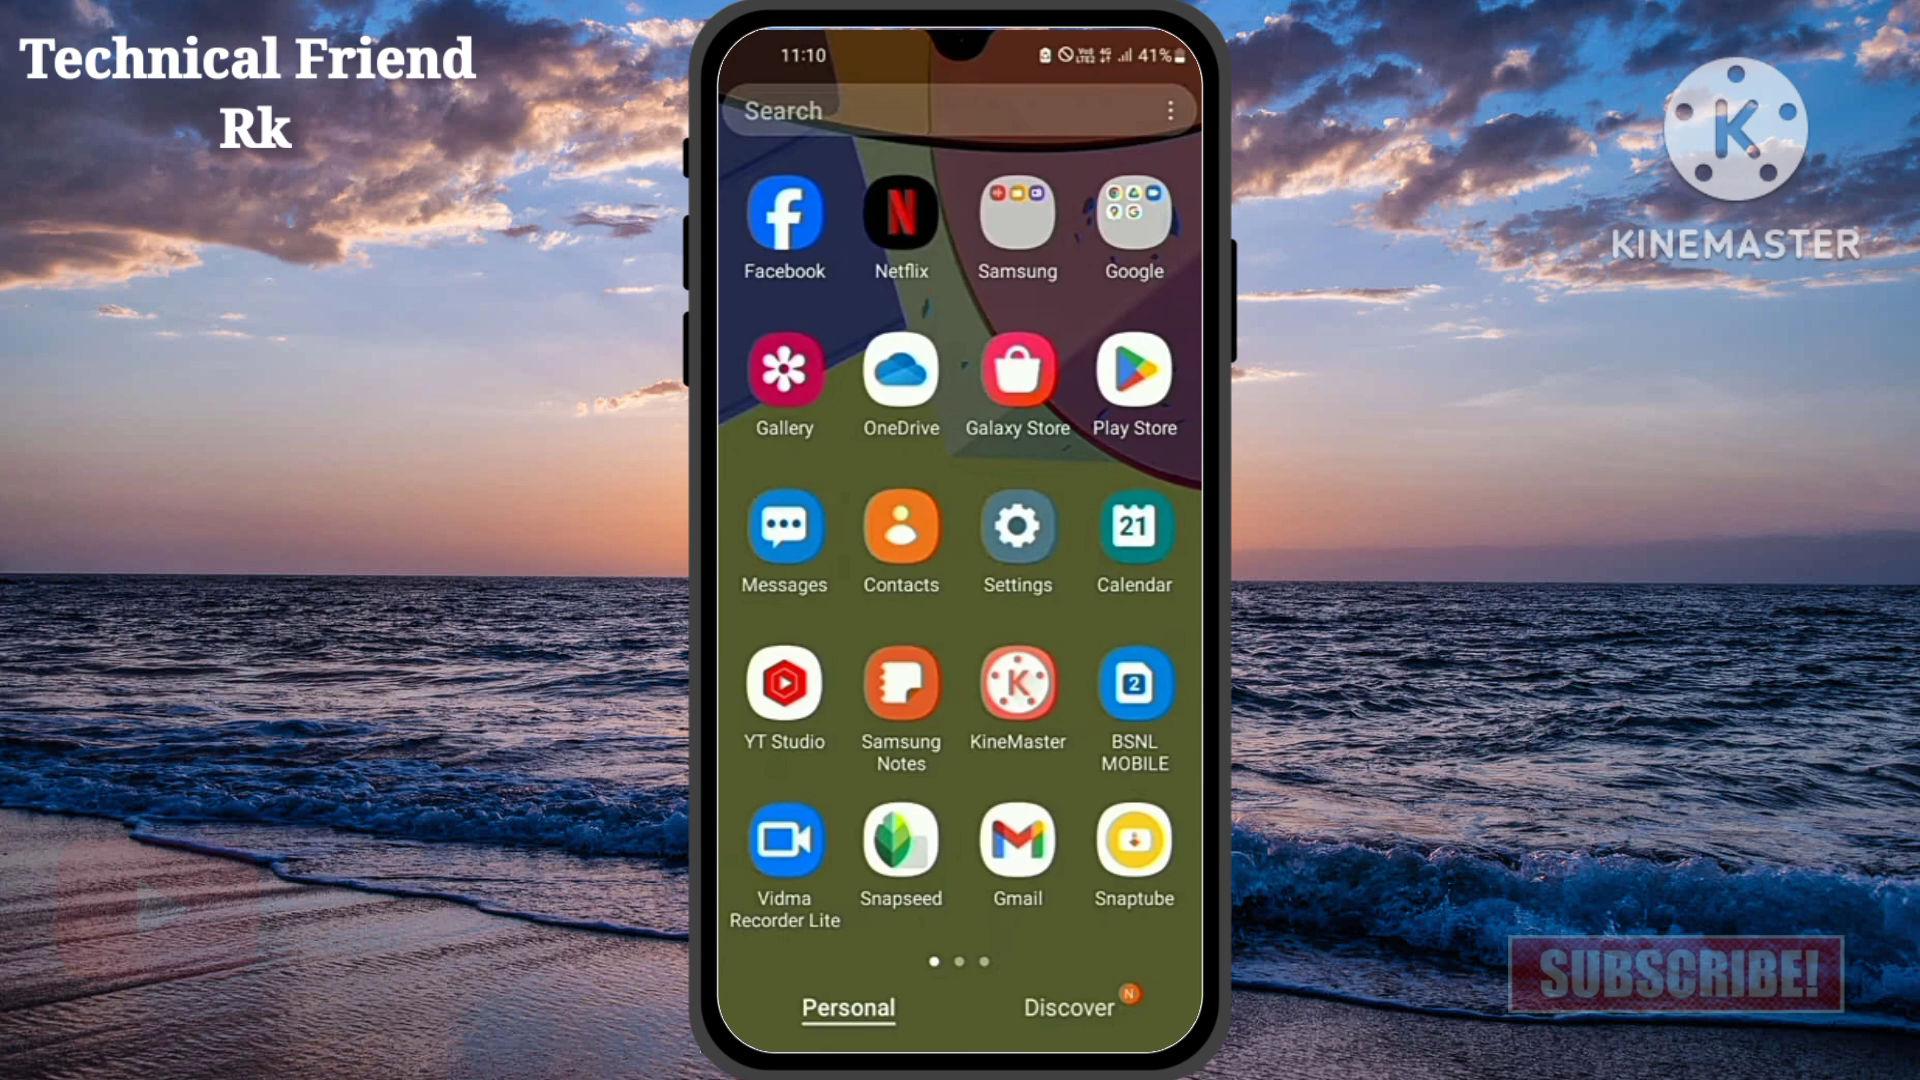 Technical Friend
Rk
11:10
41%
Search
Facebook
Netflix
Samsung
Google
Gallery
OneDrive
Galaxy Store
Play Store
Messages
Contacts
Settings
21
Calendar
YT Studio
Samsung
Notes
K
KineMaster
2
BSNL
MOBILE
Vidma
Recorder Lite
Snapseed
Gmail
Snaptube
Personal
Discover
N
K
KINEMASTER
SUBSCRIBE!